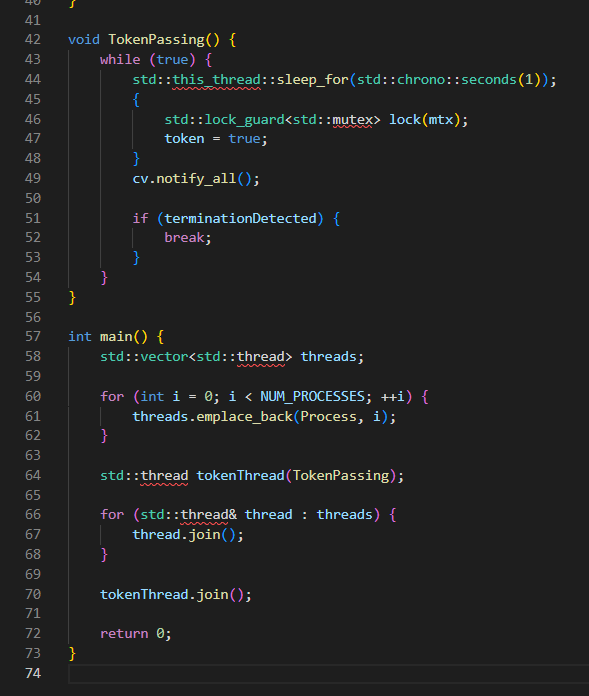 40 }
41
42 void TokenPassing() {
43     while (true) {
44         std::this_thread::sleep_for(std::chrono::seconds(1));
45         {
46             std::lock_guard<std::mutex> lock(mtx);
47             token = true;
48         }
49         cv.notify_all();
50
51         if (terminationDetected) {
52             break;
53         }
54     }
55 }
56
57 int main() {
58     std::vector<std::thread> threads;
59
60     for (int i = 0; i < NUM_PROCESSES; ++i) {
61         threads.emplace_back(Process, i);
62     }
63
64     std::thread tokenThread(TokenPassing);
65
66     for (std::thread& thread : threads) {
67         thread.join();
68     }
69
70     tokenThread.join();
71
72     return 0;
73 }
74